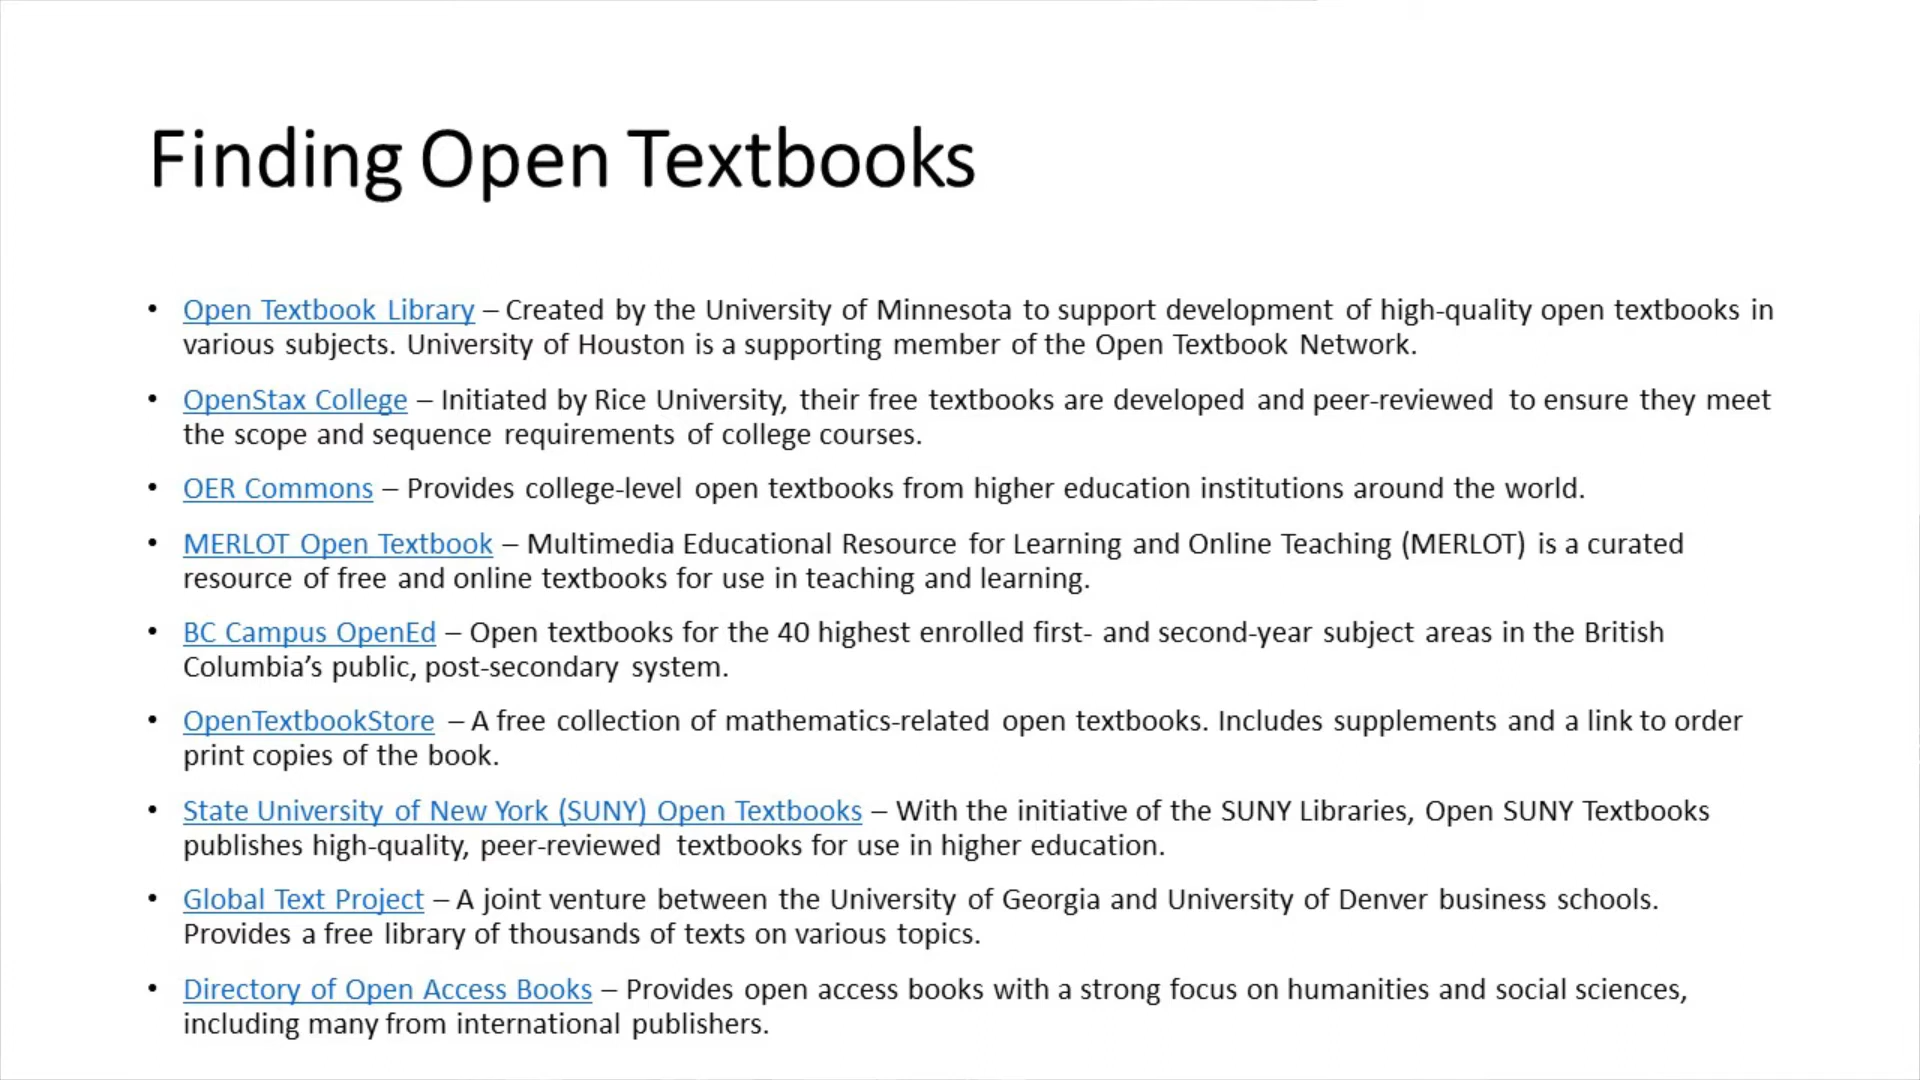 Finding Open Textbooks
• Open Textbook Library – Created by the University of Minnesota to support development of high-quality open textbooks in
various subjects. University of Houston is a supporting member of the Open Textbook Network.
• OpenStax College – Initiated by Rice University, their free textbooks are developed and peer-reviewed to ensure they meet
the scope and sequence requirements of college courses.
• OER Commons – Provides college-level open textbooks from higher education institutions around the world.
• MERLOT Open Textbook – Multimedia Educational Resource for Learning and Online Teaching (MERLOT) is a curated
resource of free and online textbooks for use in teaching and learning.
• BC Campus OpenEd – Open textbooks for the 40 highest enrolled first- and second-year subject areas in the British
Columbia’s public, post-secondary system.
• OpenTextbookStore – A free collection of mathematics-related open textbooks. Includes supplements and a link to order
print copies of the book.
• State University of New York (SUNY) Open Textbooks – With the initiative of the SUNY Libraries, Open SUNY Textbooks
publishes high-quality, peer-reviewed textbooks for use in higher education.
• Global Text Project – A joint venture between the University of Georgia and University of Denver business schools.
Provides a free library of thousands of texts on various topics.
• Directory of Open Access Books – Provides open access books with a strong focus on humanities and social sciences,
including many from international publishers.